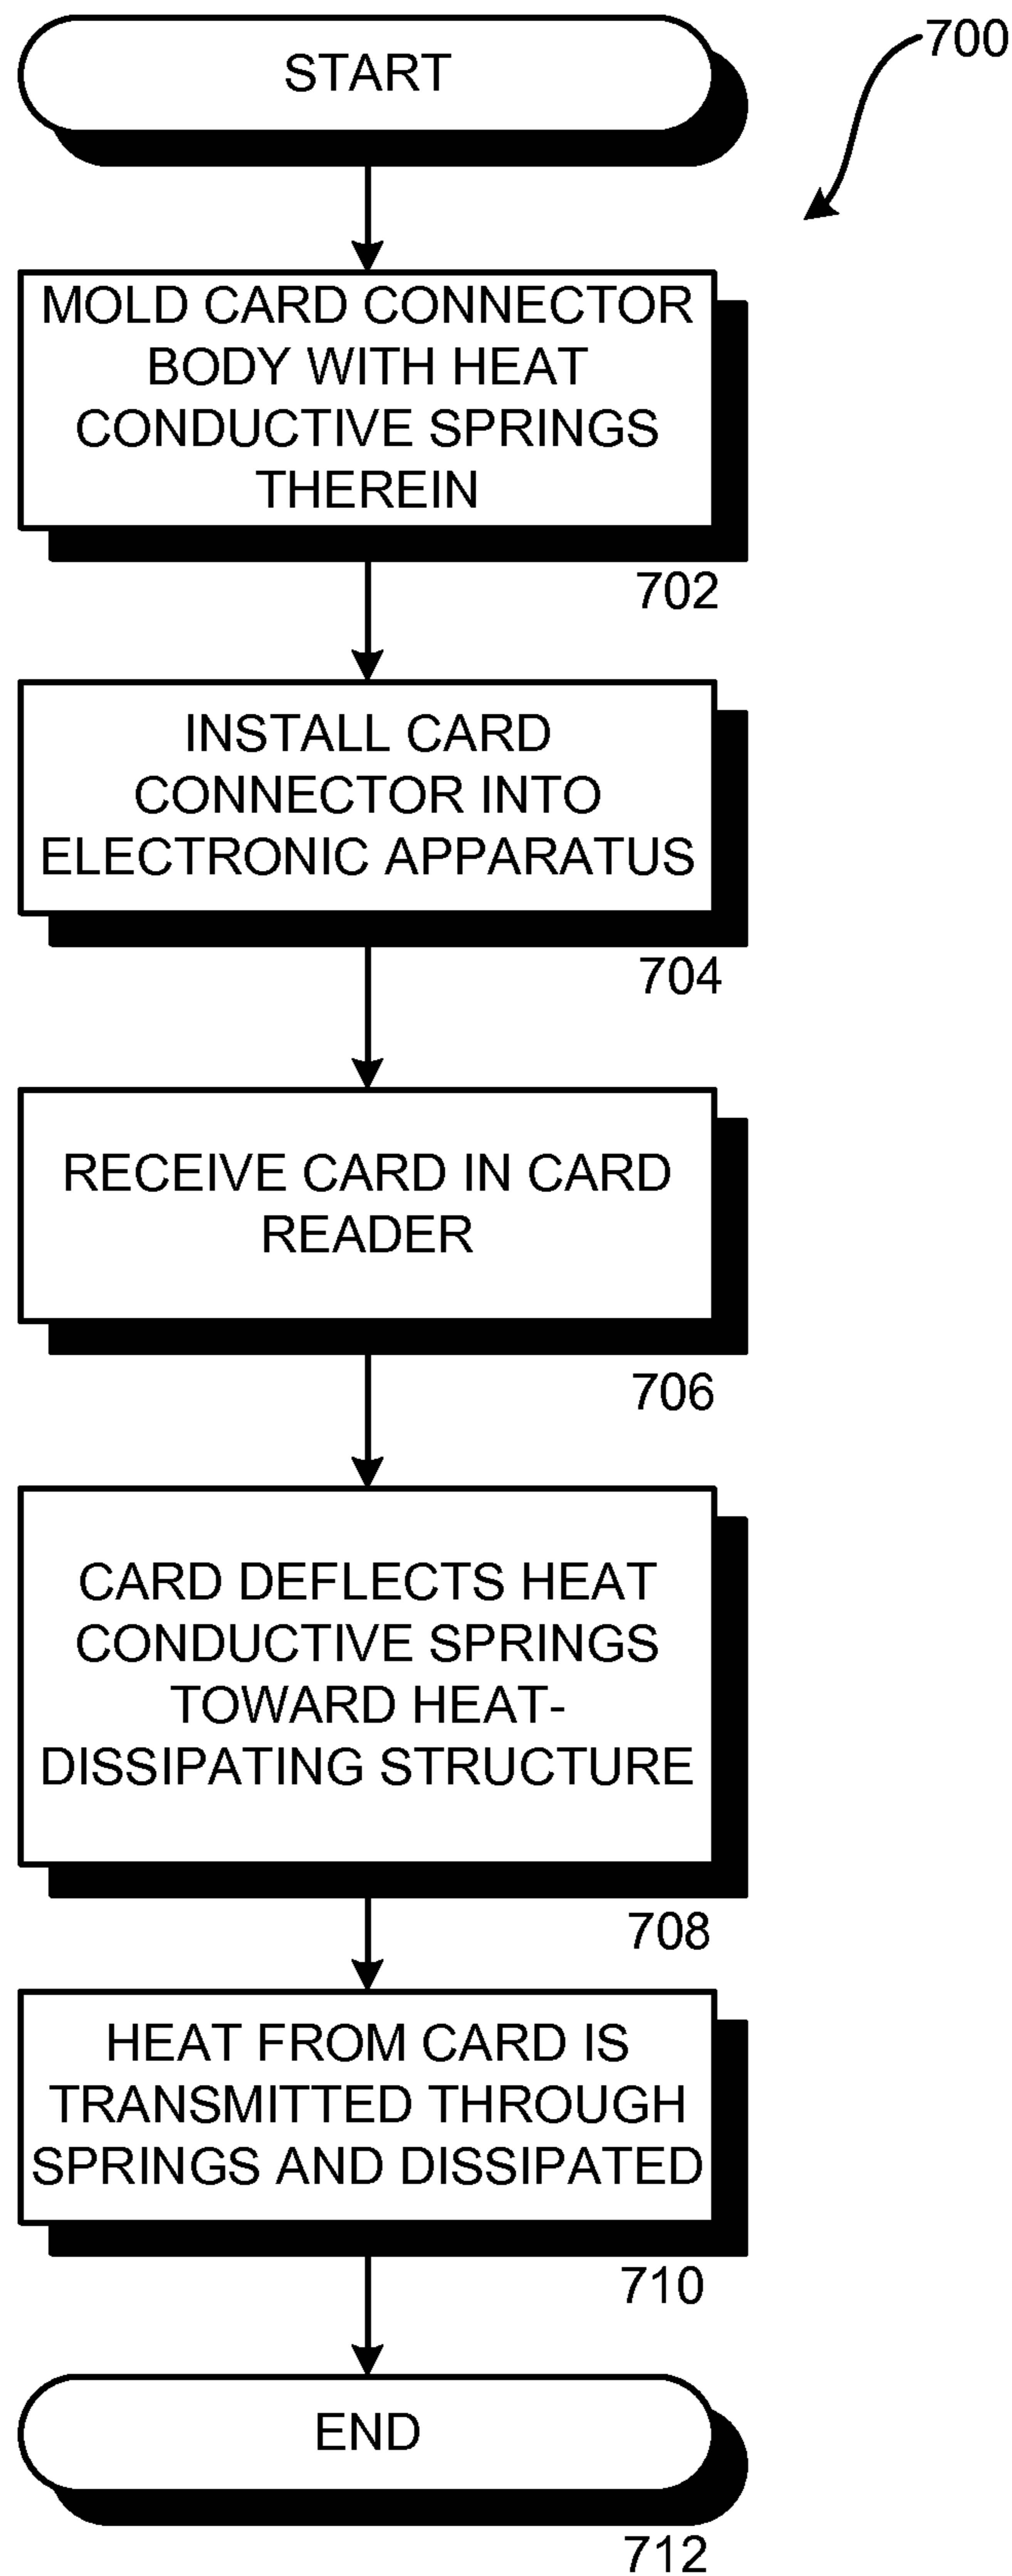 START
700
MOLD CARD CONNECTOR
BODY WITH HEAT
CONDUCTIVE SPRINGS
THEREIN
702
INSTALL CARD
CONNECTOR INTO
ELECTRONIC APPARATUS
704
RECEIVE CARD IN CARD
READER
706
CARD DEFLECTS HEAT
CONDUCTIVE SPRINGS
TOWARD HEAT-
DISSIPATING STRUCTURE
708
HEAT FROM CARD IS
TRANSMITTED THROUGH
SPRINGS AND DISSIPATED
710
END
712